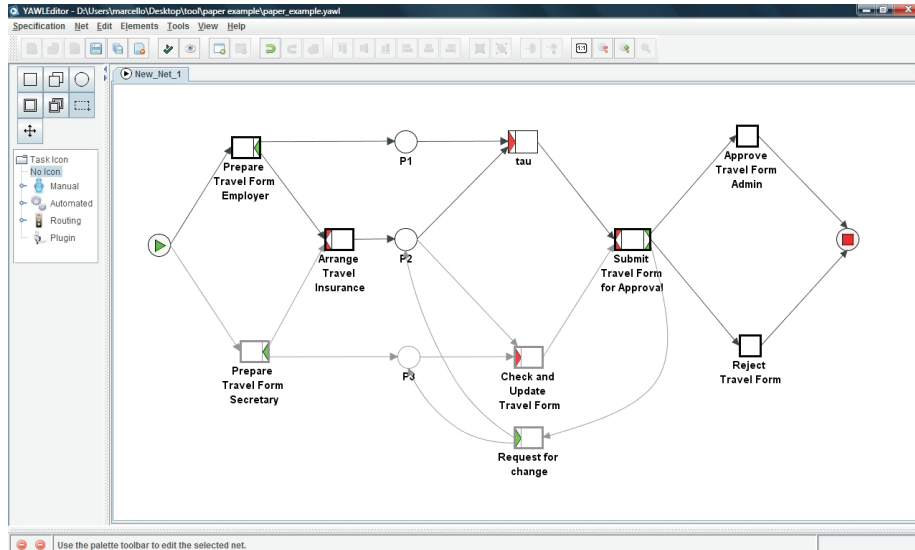 YAWLEditor - D:\Users\marcello\Desktop\tool\paper example\paper_example.yawl
Specification Net Edit Elements Tools View Help
1:1
New_Net_1
Task Icon
No Icon
Manual
Automated
Routing
Plugin
Prepare
Travel Form
Employer
P1
tau
Approve
Travel Form
Admin
Arrange
Travel
Insurance
P2
Submit
Travel Form
for Approval
Prepare
Travel Form
Secretary
P3
Check and
Update
Travel Form
Reject
Travel Form
Request for
change
Use the palette toolbar to edit the selected net.